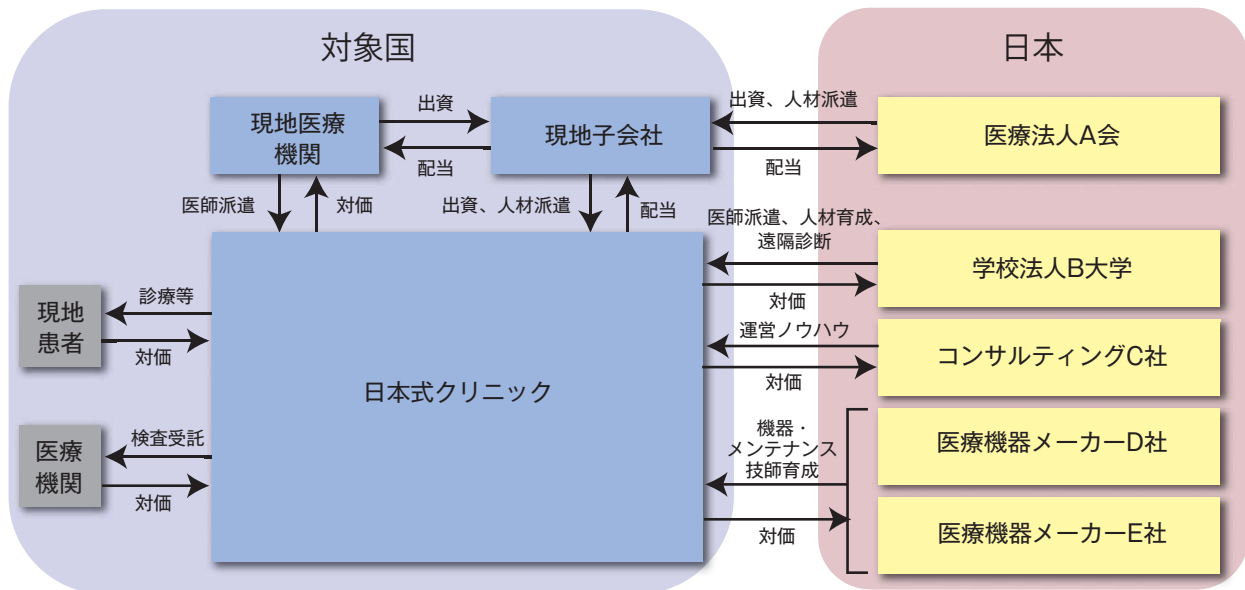 対象国
日本
現地医療
機関
出資
配当
現地子会社
出資、人材派遣
配当
医療法人A会
医師派遣
対価
出資、人材派遣
配当
医師派遣、人材育成、
遠隔診断
対価
学校法人B大学
現地
患者
診療等
対価
日本式クリニック
運営ノウハウ
対価
コンサルティングC社
医療
機関
検査受託
対価
機器・
メンテナンス
技師育成
対価
医療機器メーカーD社
医療機器メーカーE社